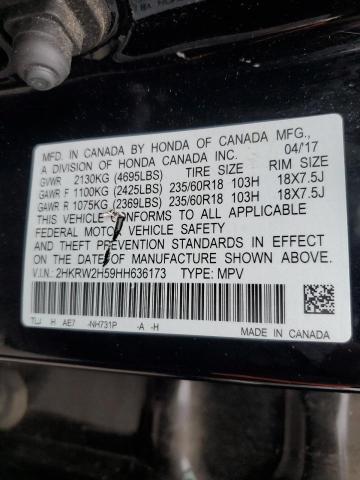 MFD. IN CANADA BY HONDA OF CANADA MFG.,
A DIVISION OF HONDA CANADA INC. 04/'17
GVWR 2130KG (4695LBS) TIRE SIZE RIM SIZE
GAWR F 1100KG (2425LBS) 235/60R18 103H 18X7.5J
GAWR R 1075KG (2369LBS) 235/60R18 103H 18X7.5J
THIS VEHICLE CONFORMS TO ALL APPLICABLE
FEDERAL MOTOR VEHICLE SAFETY
AND THEFT PREVENTION STANDARDS IN EFFECT
ON THE DATE OF MANUFACTURE SHOWN ABOVE.
V.I.N.: 2HKRW2H59HH636173 TYPE: MPV
TLJ H AE7 -NH731P -A -H
MADE IN CANADA